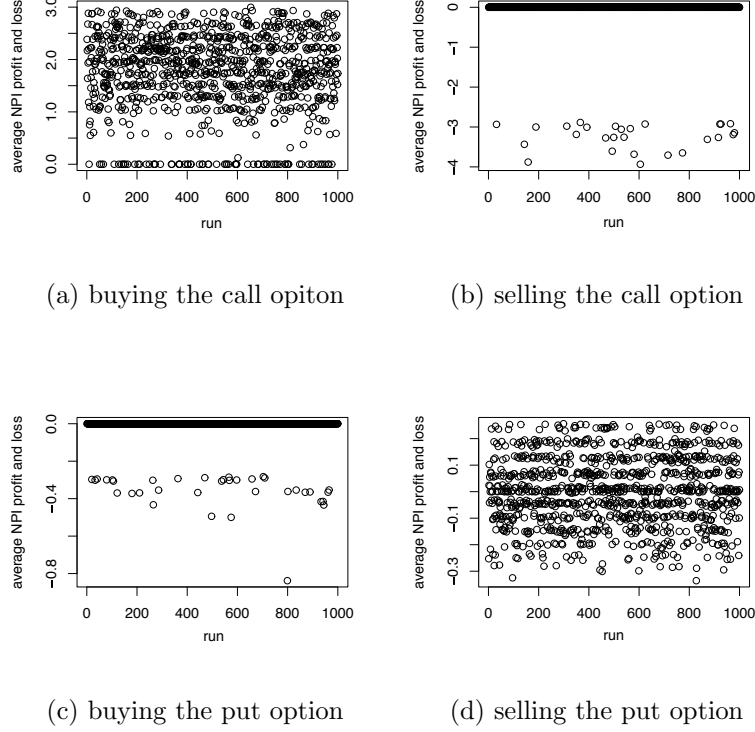 average NPI profit and loss
3.0
2.0
1.0
0.0
0 200 400 600 800 1000
run
(a) buying the call opiton
average NPI profit and loss
0
−1
−2
−3
−4
0 200 400 600 800 1000
run
(b) selling the call option
average NPI profit and loss
0.0
−0.4
−0.8
0 200 400 600 800 1000
run
(c) buying the put option
average NPI profit and loss
0.1
−0.1
−0.3
0 200 400 600 800 1000
run
(d) selling the put option